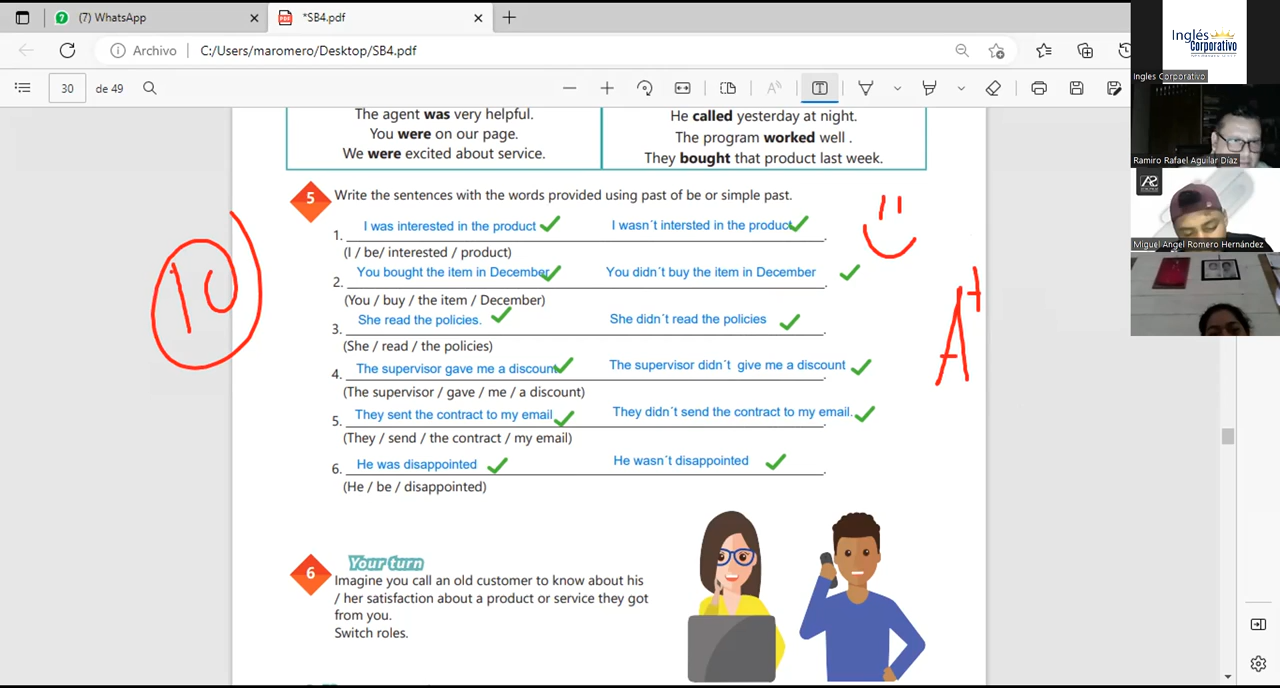 (7) WhatsApp
*SB4.pdf
Archivo
C:/Users/maromero/Desktop/SB4.pdf
30 de 49
The agent was very helpful.
You were on our page.
We were excited about service.
He called yesterday at night.
The program worked well .
They bought that product last week.
5 Write the sentences with the words provided using past of be or simple past.
1. I was interested in the product I wasn´t intersted in the product .
(I / be/ interested / product)
2. You bought the item in December You didn´t buy the item in December .
(You / buy / the item / December)
3. She read the policies. She didn´t read the policies .
(She / read / the policies)
4. The supervisor gave me a discount The supervisor didn´t give me a discount .
(The supervisor / gave / me / a discount)
5. They sent the contract to my email They didn´t send the contract to my email. .
(They / send / the contract / my email)
6. He was disappointed He wasn´t disappointed .
(He / be / disappointed)
10
A+
6 Your turn
Imagine you call an old customer to know about his
/ her satisfaction about a product or service they got
from you.
Switch roles.
Inglés
Corporativo
Ingles Corporativo
Ramiro Rafael Aguilar Díaz
Miguel Angel Romero Hernández